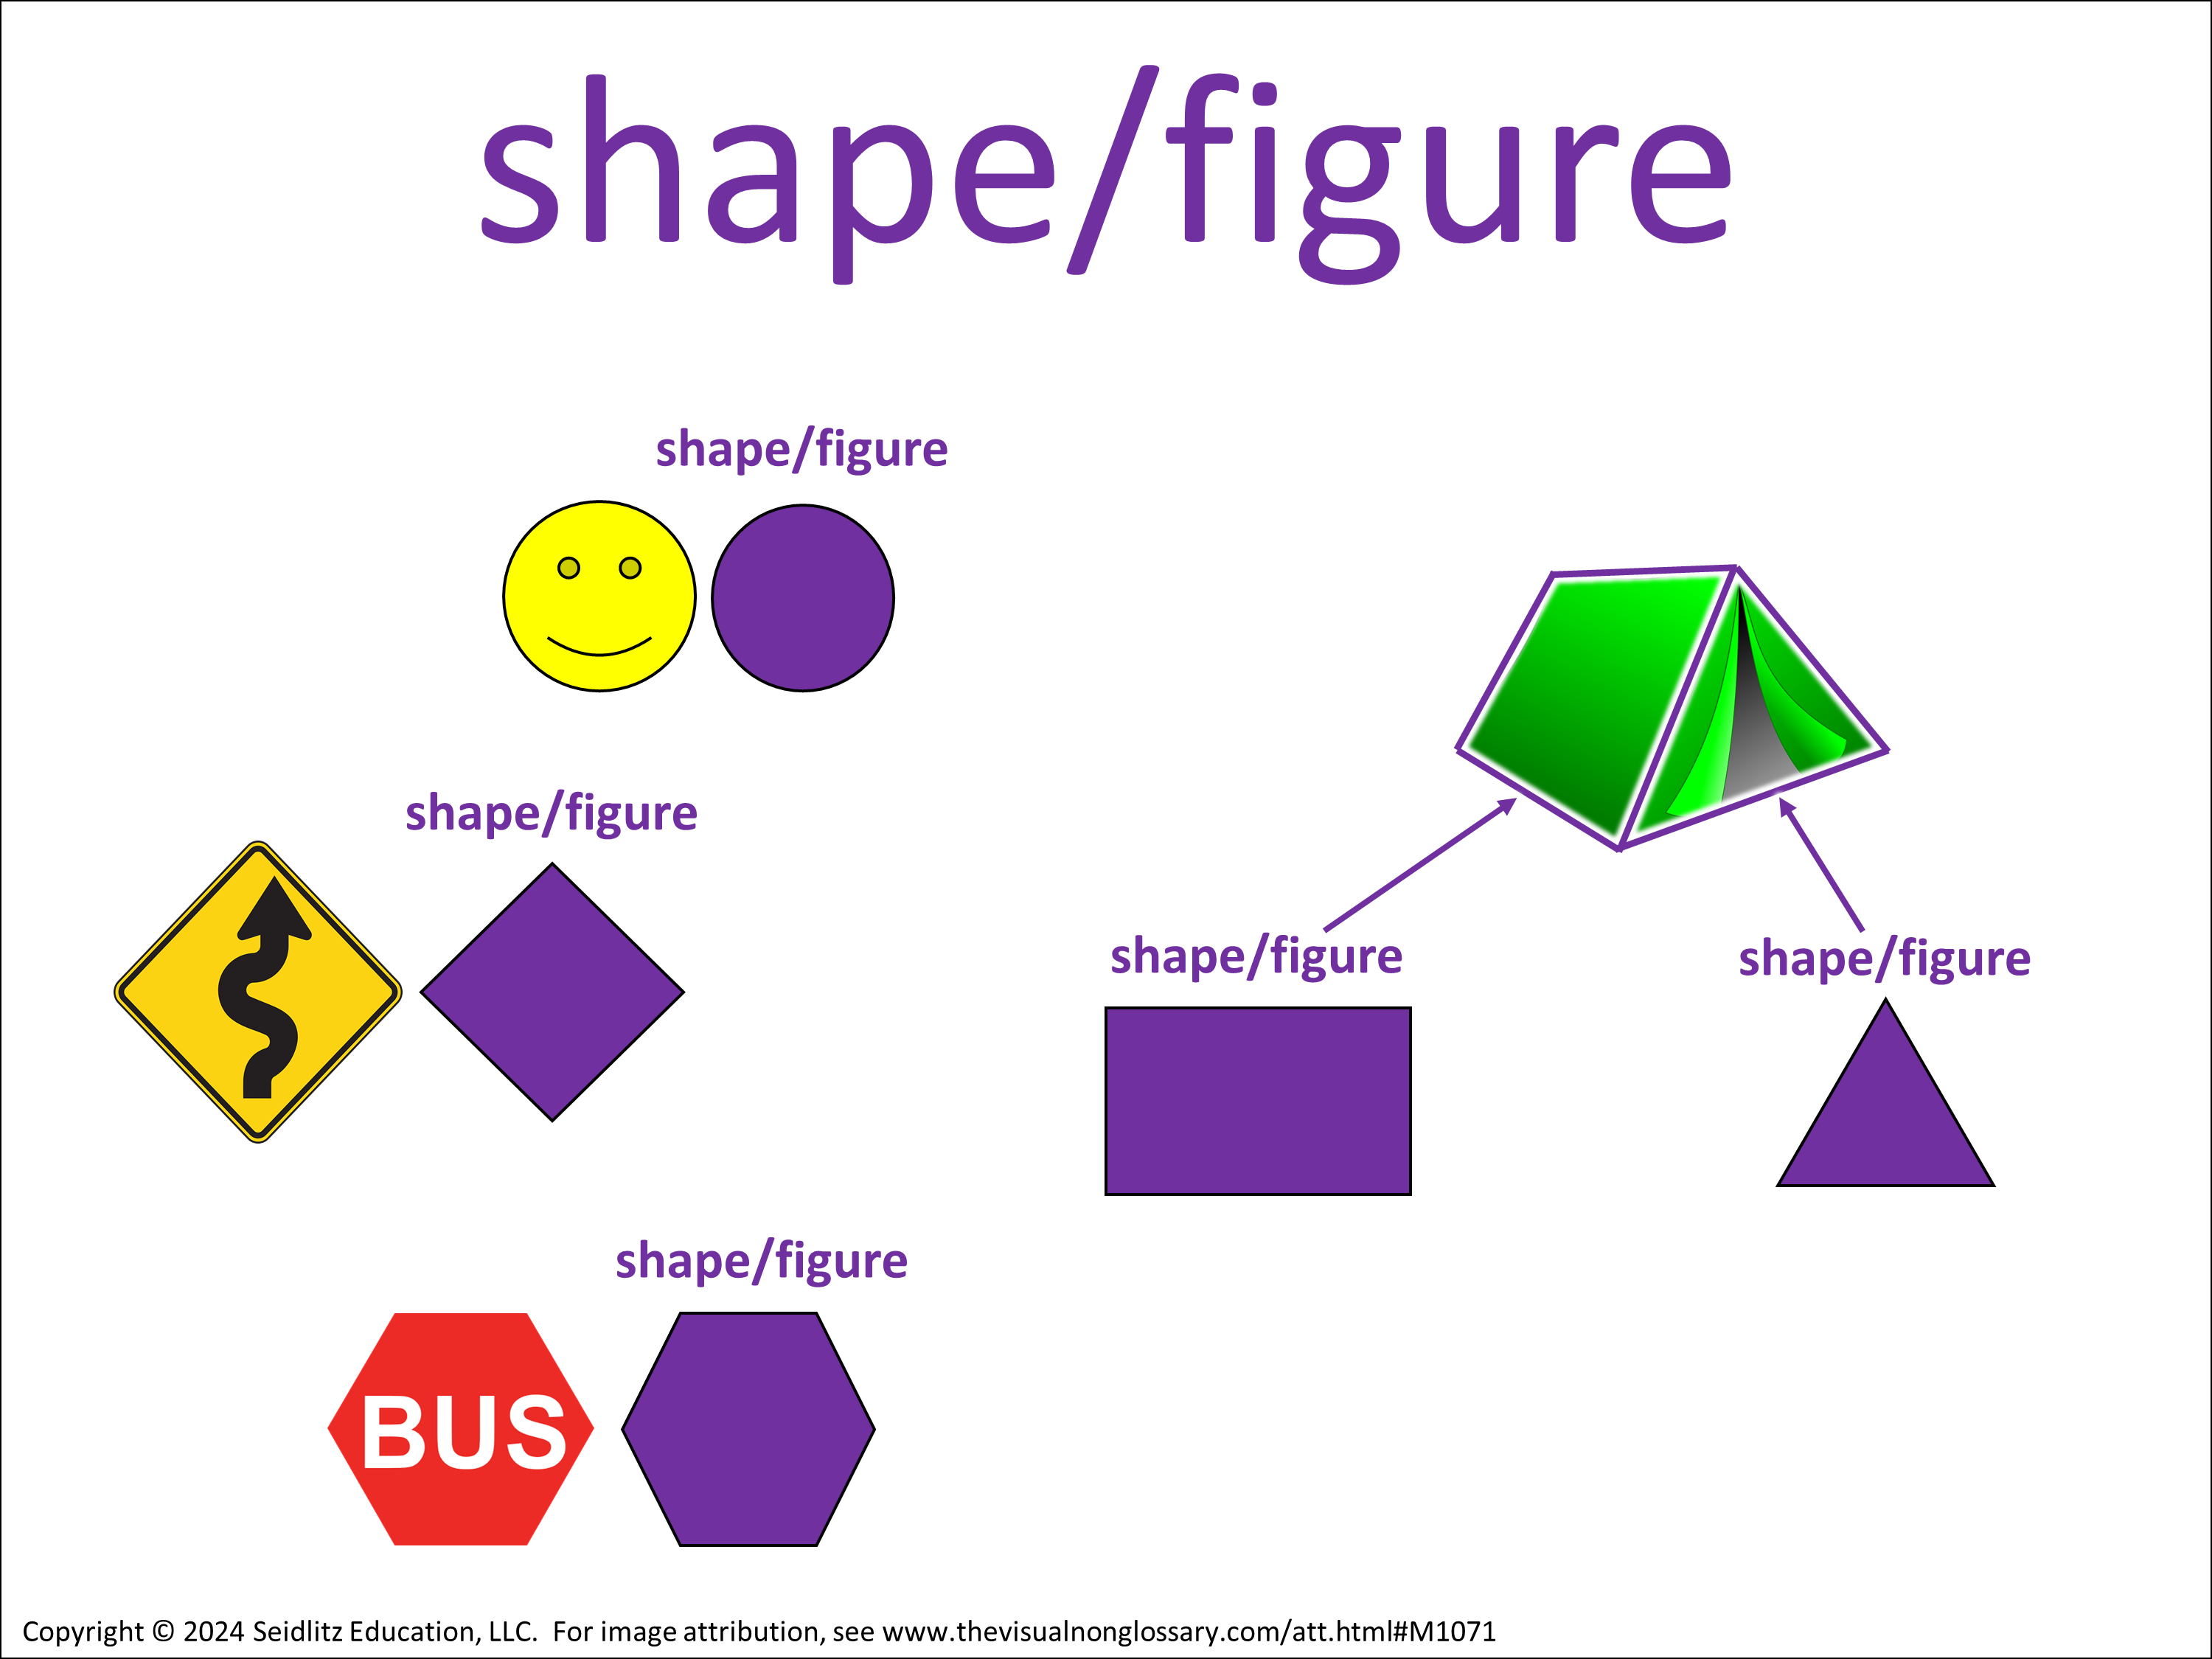 shape/figure
shape/figure
shape/figure
shape/figure
shape/figure
shape/figure
BUS
Copyright © 2024 Seidlitz Education, LLC.  For image attribution, see www.thevisualnonglossary.com/att.html#M1071